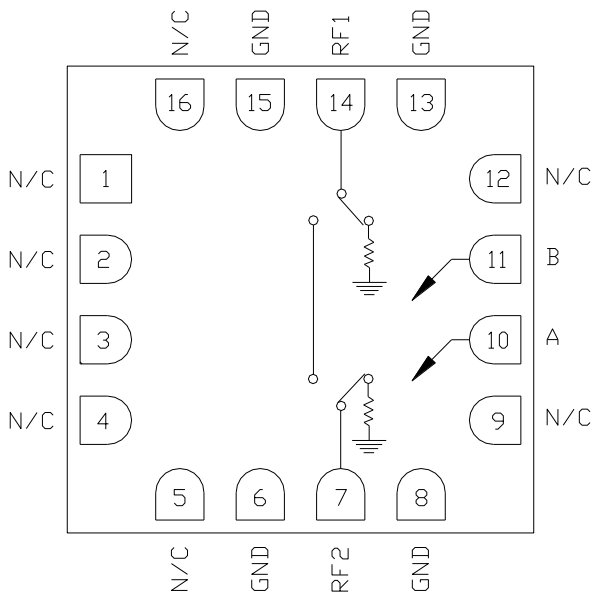 N/C GND RF1 GND
16 15 14 13
N/C 1 12 N/C
N/C 2 11 B
N/C 3 10 A
N/C 4 9 N/C
5 6 7 8
N/C GND RF2 GND